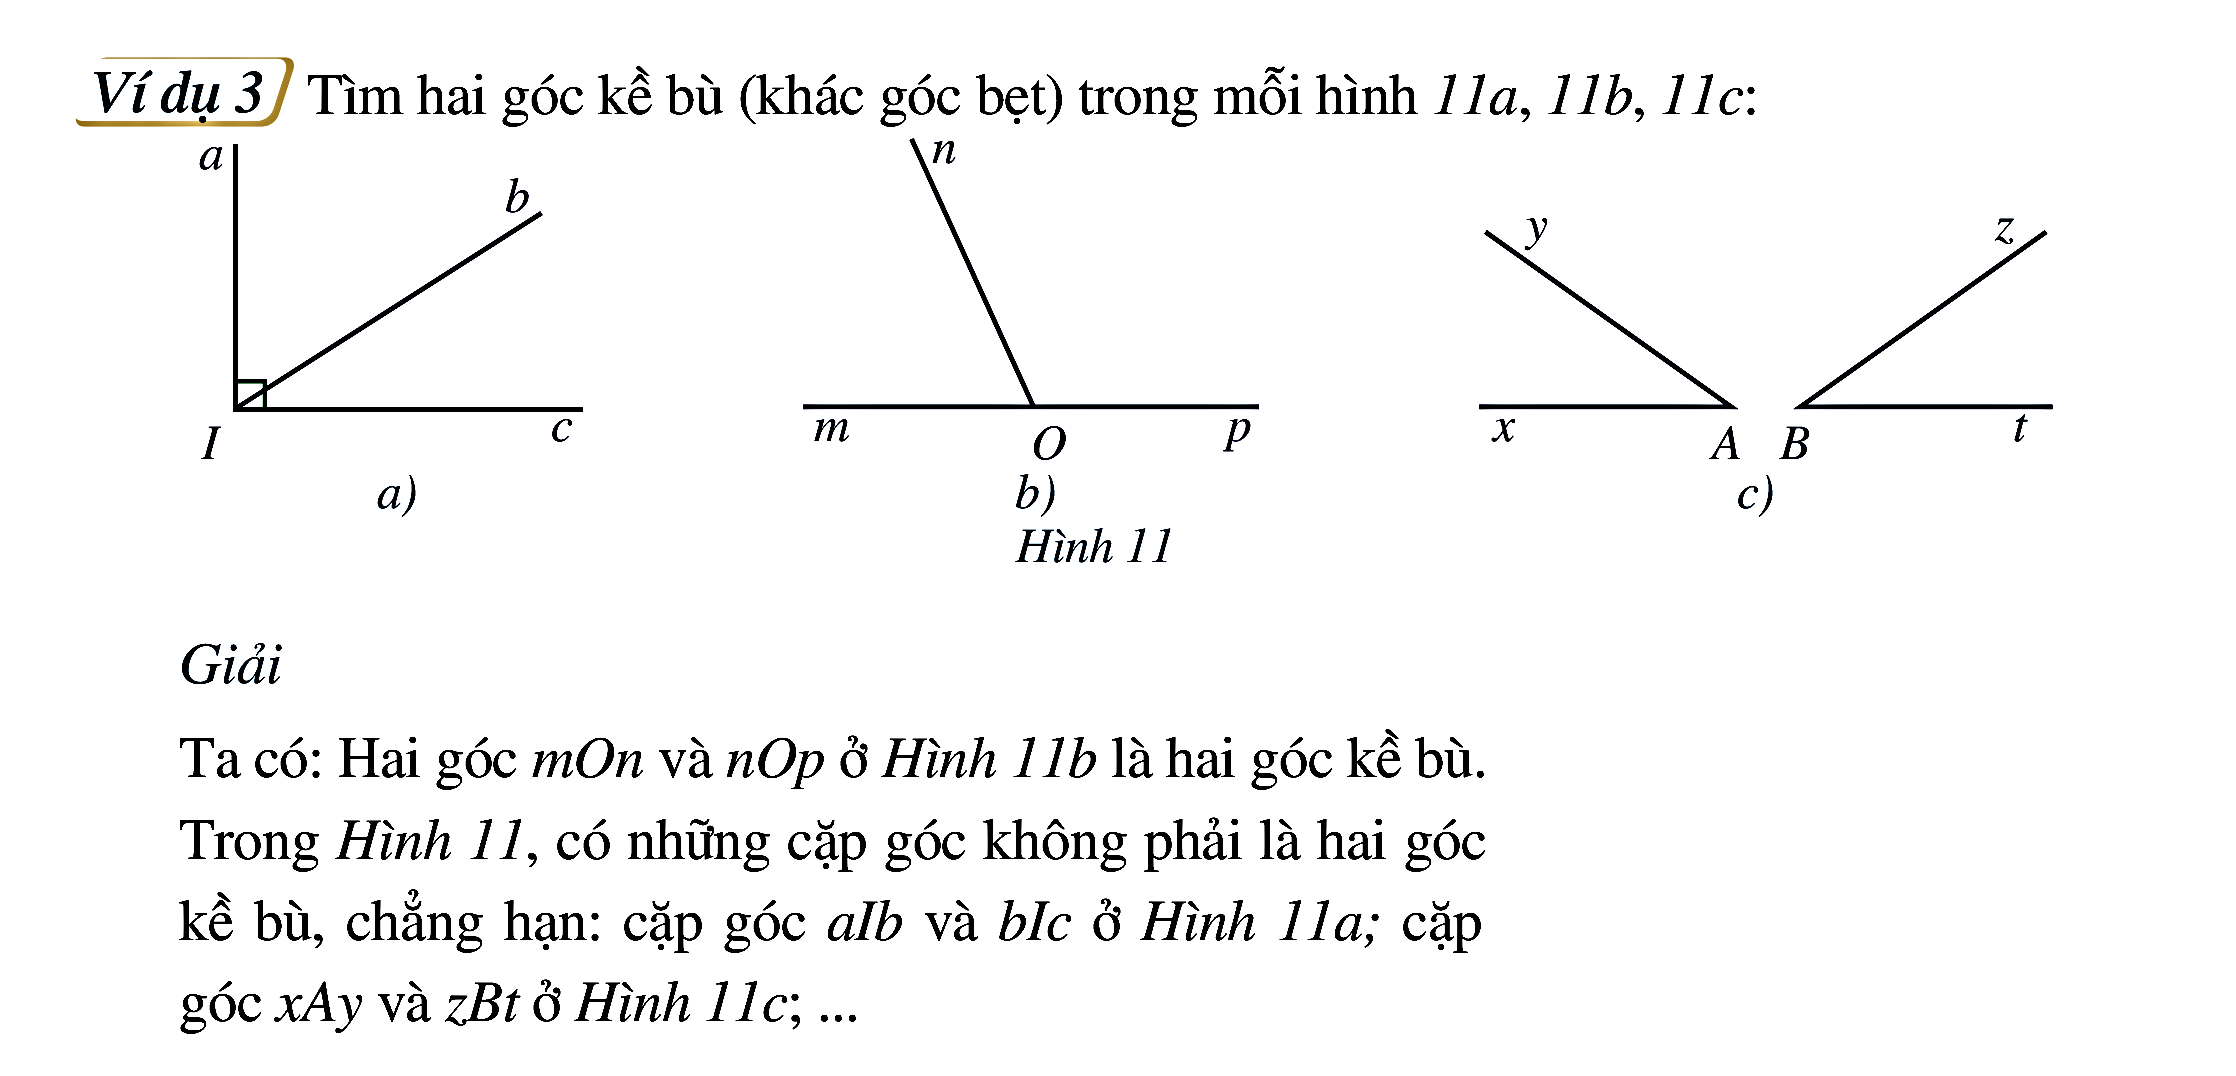 Ví dụ 3 Tìm hai góc kề bù (khác góc bẹt) trong mỗi hình 11a, 11b, 11c:
a
b
I
c
a)
n
m
O
p
b)
y
z
x
A
B
t
c)
Hình 11
Giải
Ta có: Hai góc mOn và nOp ở Hình 11b là hai góc kề bù.
Trong Hình 11, có những cặp góc không phải là hai góc
kề bù, chẳng hạn: cặp góc aIb và bIc ở Hình 11a; cặp
góc xAy và zBt ở Hình 11c; ...